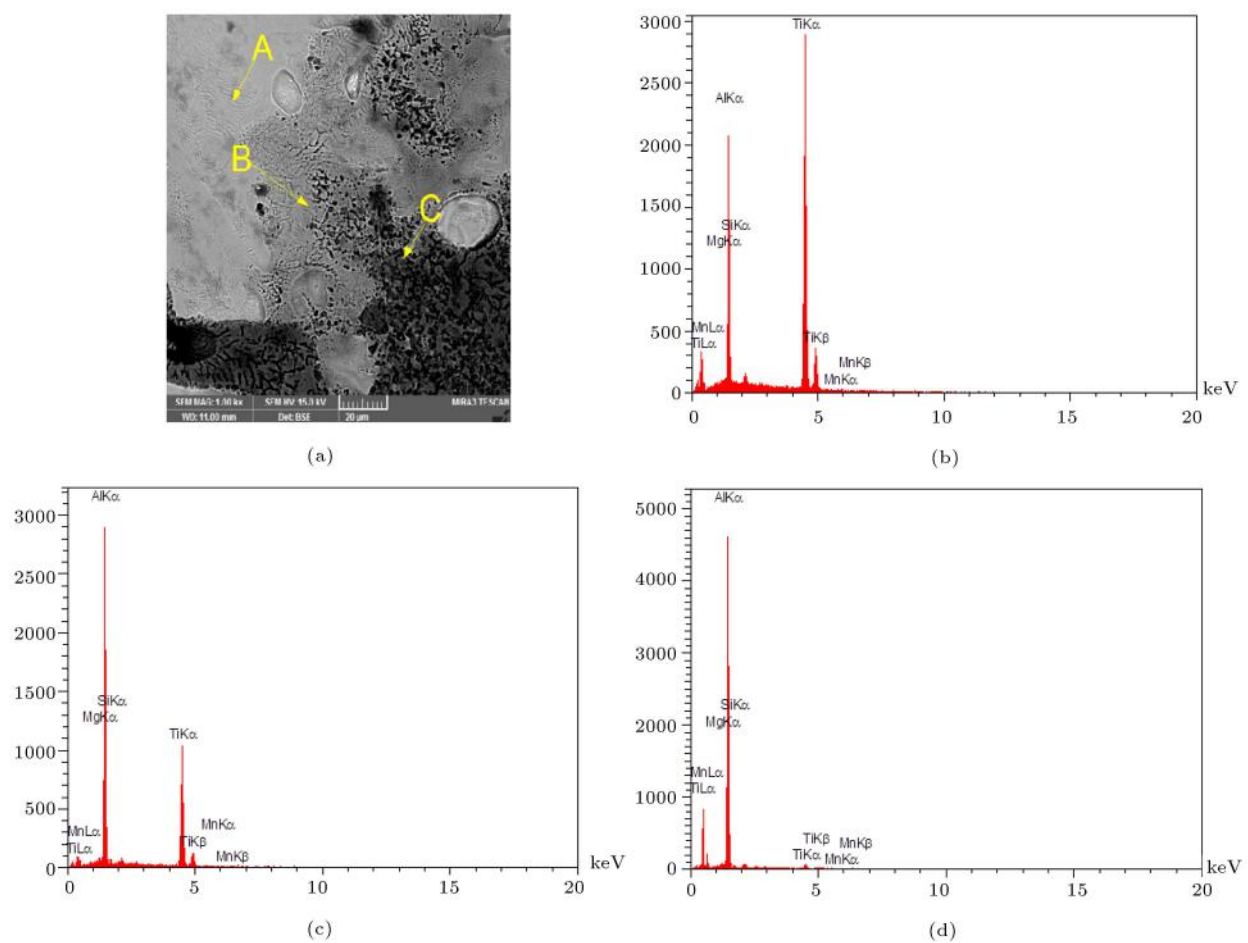 A
B
C
SEM MAG: 1.00 kx
SEM HV: 15.0 kV
MIRA3 TESCAN
WD: 11.00 mm
Det: BSE
20 µm
(a)
3000
2500
2000
1500
1000
500
0
TiKα
AlKα
SiKα
MgKα
MnLα
TiLα
TiKβ
MnKβ
MnKα
0 5 10 15 20
keV
(b)
3000
2500
2000
1500
1000
500
0
AlKα
SiKα
MgKα
TiKα
MnLα
TiLα
MnKα
TiKβ
MnKβ
0 5 10 15 20
keV
(c)
5000
4000
3000
2000
1000
0
AlKα
SiKα
MgKα
MnLα
TiLα
TiKβ
MnKβ
TiKα
MnKα
0 5 10 15 20
keV
(d)